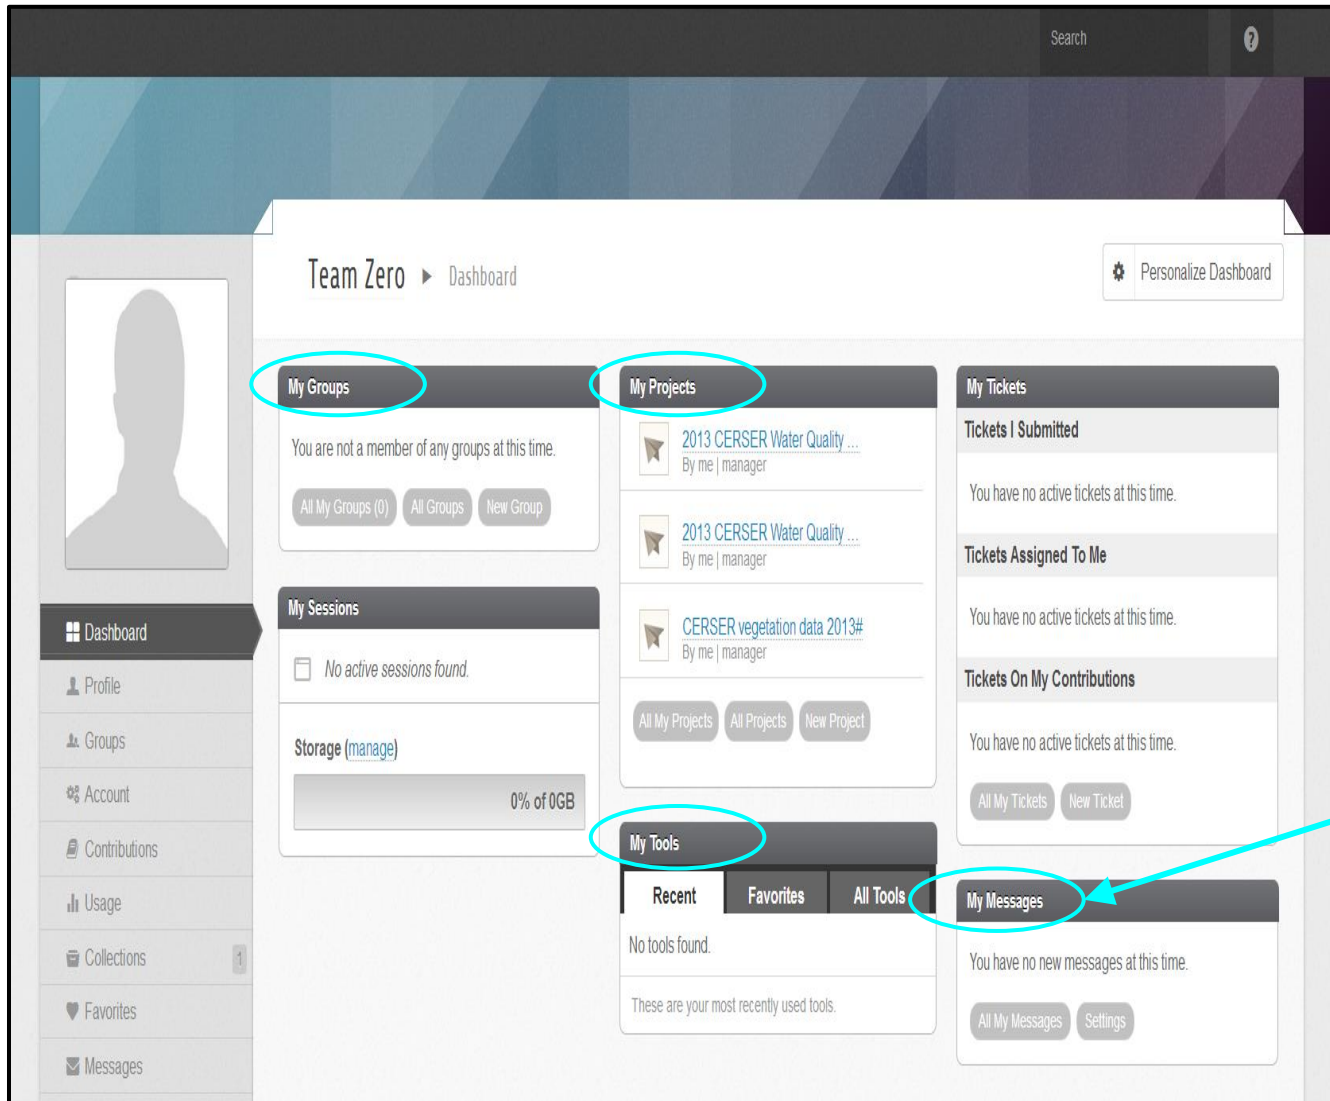 Search
Team Zero Dashboard
Personalize Dashboard
Dashboard
Profile
Groups
Account
Contributions
Usage
Collections 1
Favorites
Messages
My Groups
You are not a member of any groups at this time.
All My Groups (0) All Groups New Group
My Sessions
No active sessions found.
Storage (manage)
0% of 0GB
My Projects
2013 CERSER Water Quality ...
By me | manager
2013 CERSER Water Quality ...
By me | manager
CERSER vegetation data 2013#
By me | manager
All My Projects All Projects New Project
My Tools
Recent Favorites All Tools
No tools found.
These are your most recently used tools.
My Tickets
Tickets I Submitted
You have no active tickets at this time.
Tickets Assigned To Me
You have no active tickets at this time.
Tickets On My Contributions
You have no active tickets at this time.
All My Tickets New Ticket
My Messages
You have no new messages at this time.
All My Messages Settings